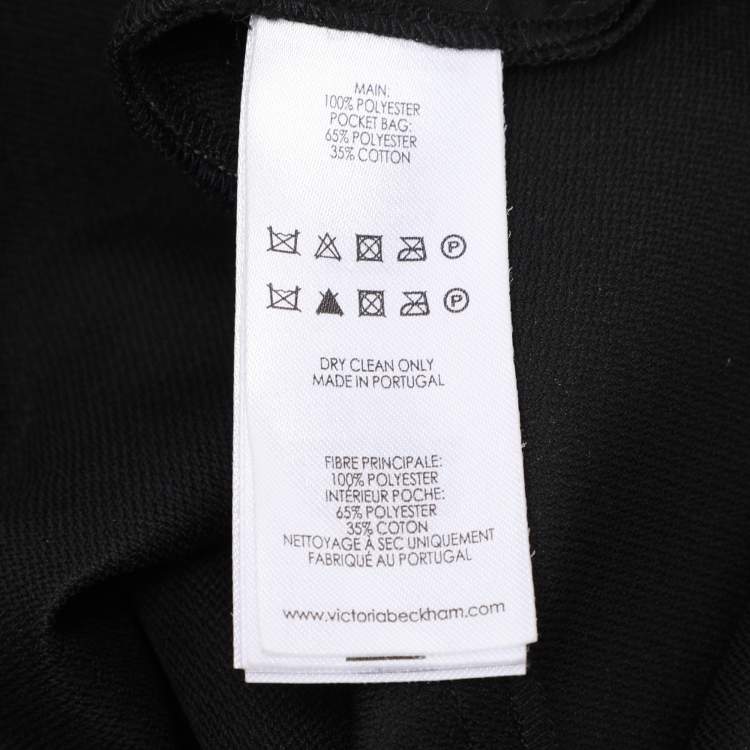 MAIN:
100% POLYESTER
POCKET BAG:
65% POLYESTER
35% COTTON
P
P
DRY CLEAN ONLY
MADE IN PORTUGAL
FIBRE PRINCIPALE:
100% POLYESTER
INTÉRIEUR POCHE:
65% POLYESTER
35% COTON
NETTOYAGE À SEC UNIQUEMENT
FABRIQUÉ AU PORTUGAL
www.victoriabeckham.com